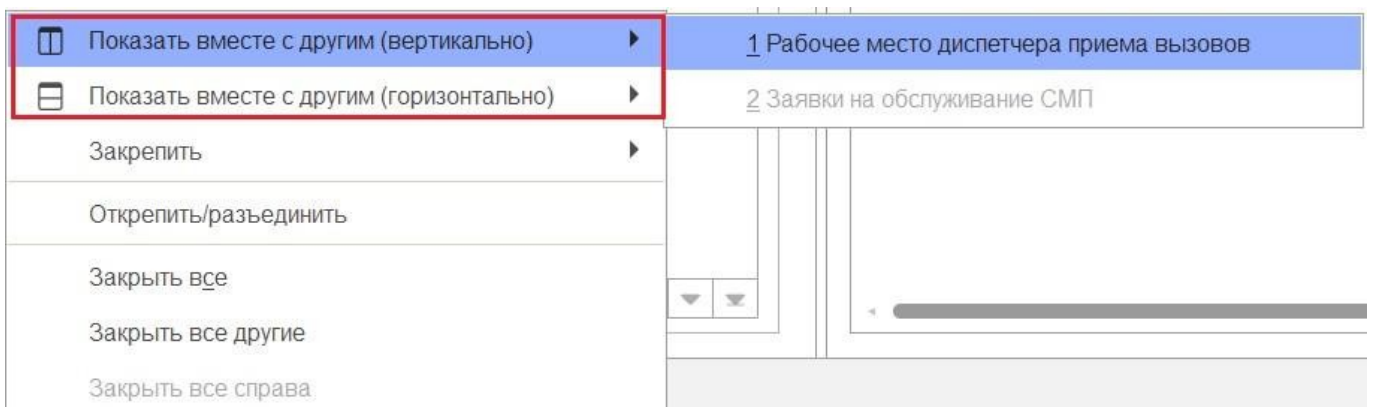 Показать вместе с другим (вертикально)
1 Рабочее место диспетчера приема вызовов
Показать вместе с другим (горизонтально)
2 Заявки на обслуживание СМП
Закрепить
Открепить/разъединить
Закрыть все
Закрыть все другие
Закрыть все справа